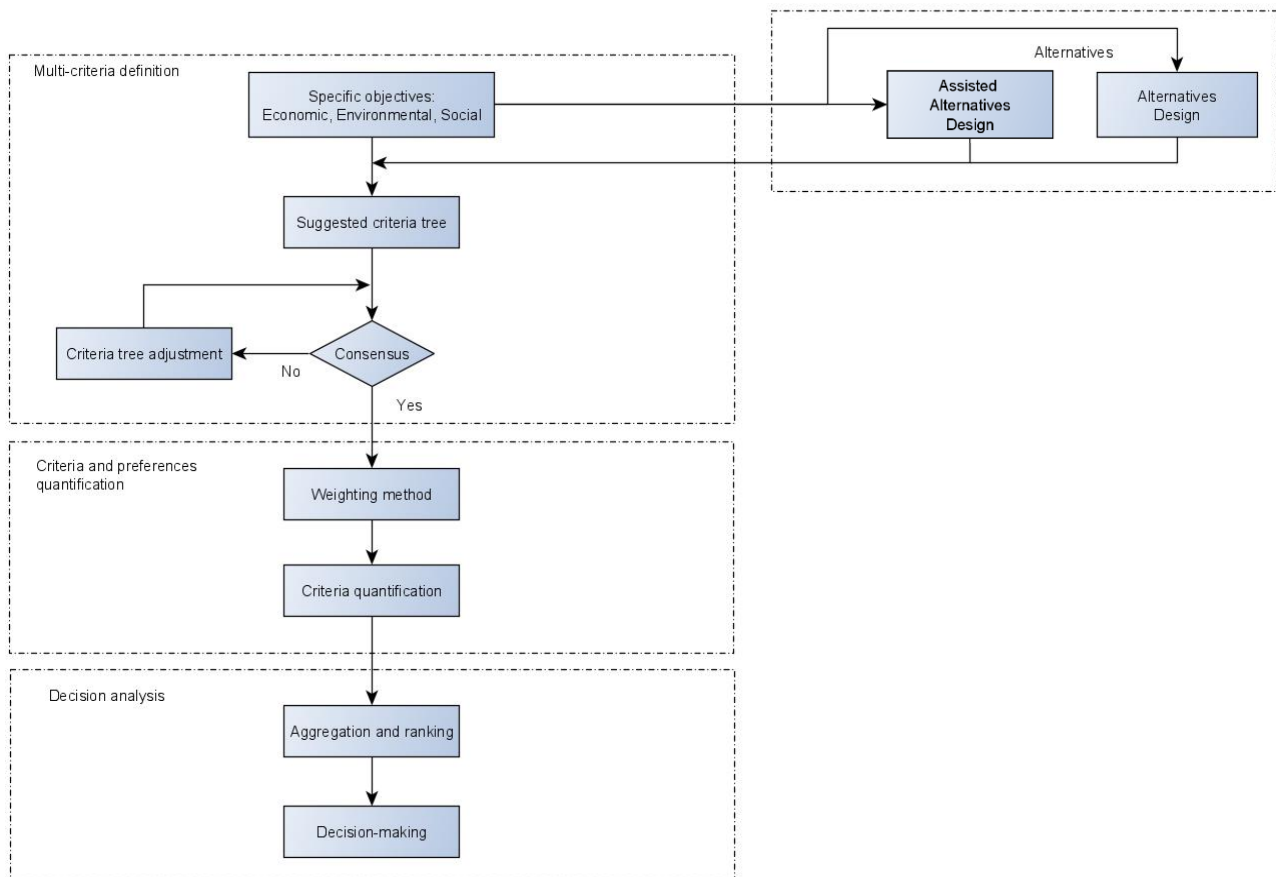 Alternatives
Multi-criteria definition
Specific objectives:
Economic, Environmental, Social
Assisted
Alternatives
Design
Alternatives
Design
Suggested criteria tree
Criteria tree adjustment
Consensus
No
Yes
Criteria and preferences
quantification
Weighting method
Criteria quantification
Decision analysis
Aggregation and ranking
Decision-making